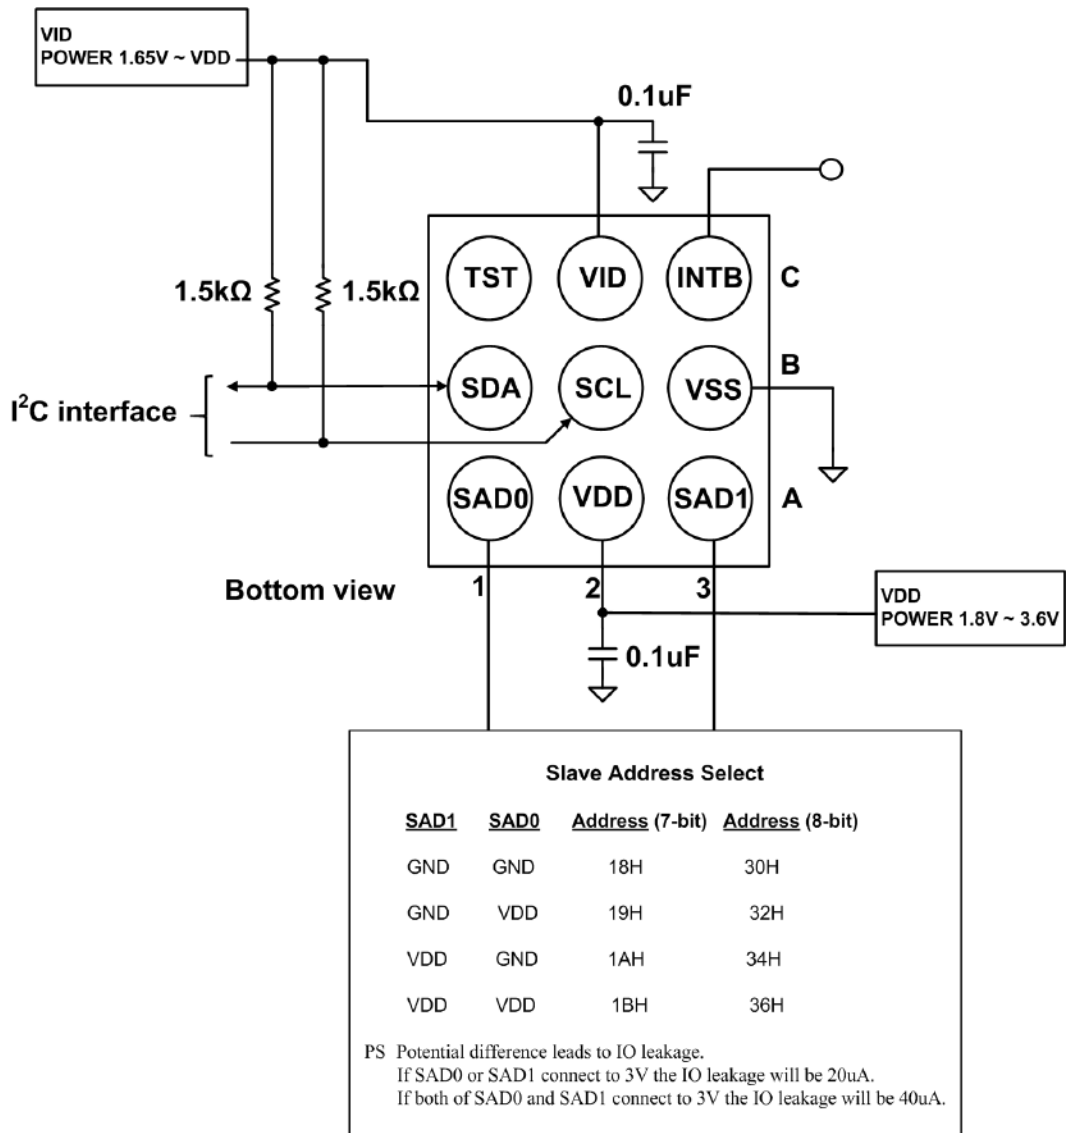 VID
POWER 1.65V ~ VDD
0.1uF
TST VID INTB C
1.5kΩ 1.5kΩ
B
SDA SCL VSS
I²C interface
SAD0 VDD SAD1 A
1 2 3
Bottom view
VDD
POWER 1.8V ~ 3.6V
0.1uF
Slave Address Select
SAD1 SAD0 Address (7-bit) Address (8-bit)
GND GND 18H 30H
GND VDD 19H 32H
VDD GND 1AH 34H
VDD VDD 1BH 36H
PS Potential difference leads to IO leakage.
If SAD0 or SAD1 connect to 3V the IO leakage will be 20uA.
If both of SAD0 and SAD1 connect to 3V the IO leakage will be 40uA.